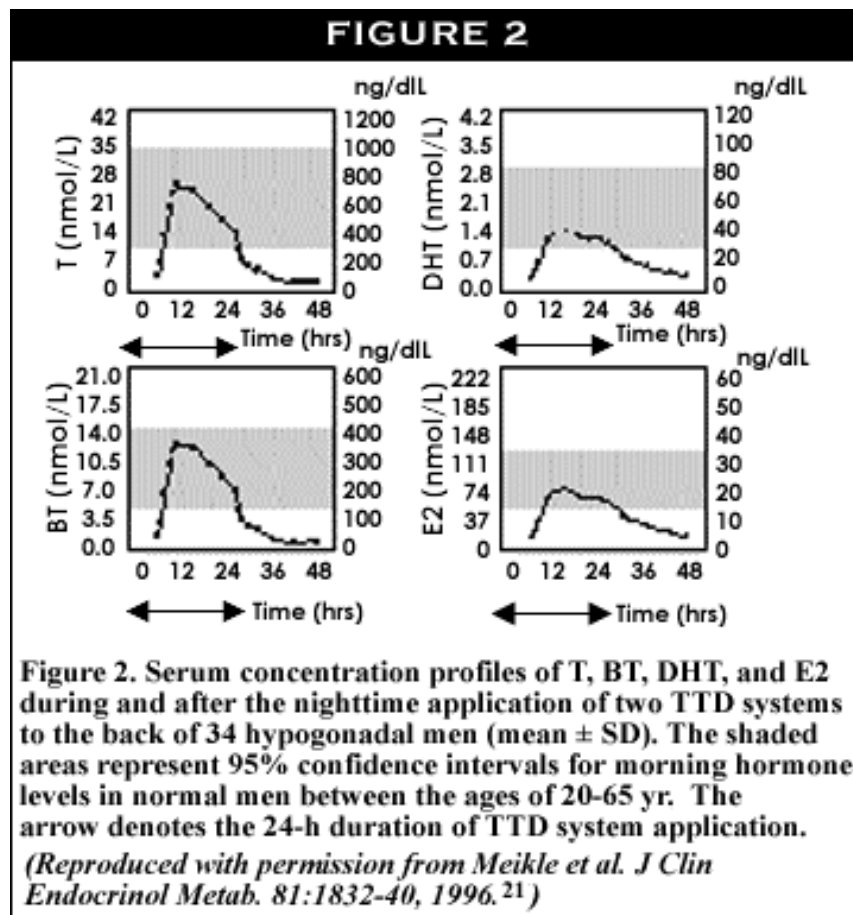 FIGURE 2
ng/dlL
ng/dlL
42
35
28
21
14
7
0
T (nmol/L)
1200
1000
800
600
400
200
0
0 12 24 36 48
Time (hrs)
4.2
3.5
2.8
2.1
1.4
0.7
0.0
DHT (nmol/L)
120
100
80
60
40
20
0
0 12 24 36 48
Time (hrs)
ng/dlL
ng/dlL
21.0
17.5
14.0
10.5
7.0
3.5
0.0
BT (nmol/L)
600
500
400
300
200
100
0
0 12 24 36 48
Time (hrs)
222
185
148
111
74
37
0
E2 (nmol/L)
60
50
40
30
20
10
0
0 12 24 36 48
Time (hrs)
Figure 2. Serum concentration profiles of T, BT, DHT, and E2
during and after the nighttime application of two TTD systems
to the back of 34 hypogonadal men (mean ± SD). The shaded
areas represent 95% confidence intervals for morning hormone
levels in normal men between the ages of 20-65 yr. The
arrow denotes the 24-h duration of TTD system application.
(Reproduced with permission from Meikle et al. J Clin
Endocrinol Metab. 81:1832-40, 1996.21)